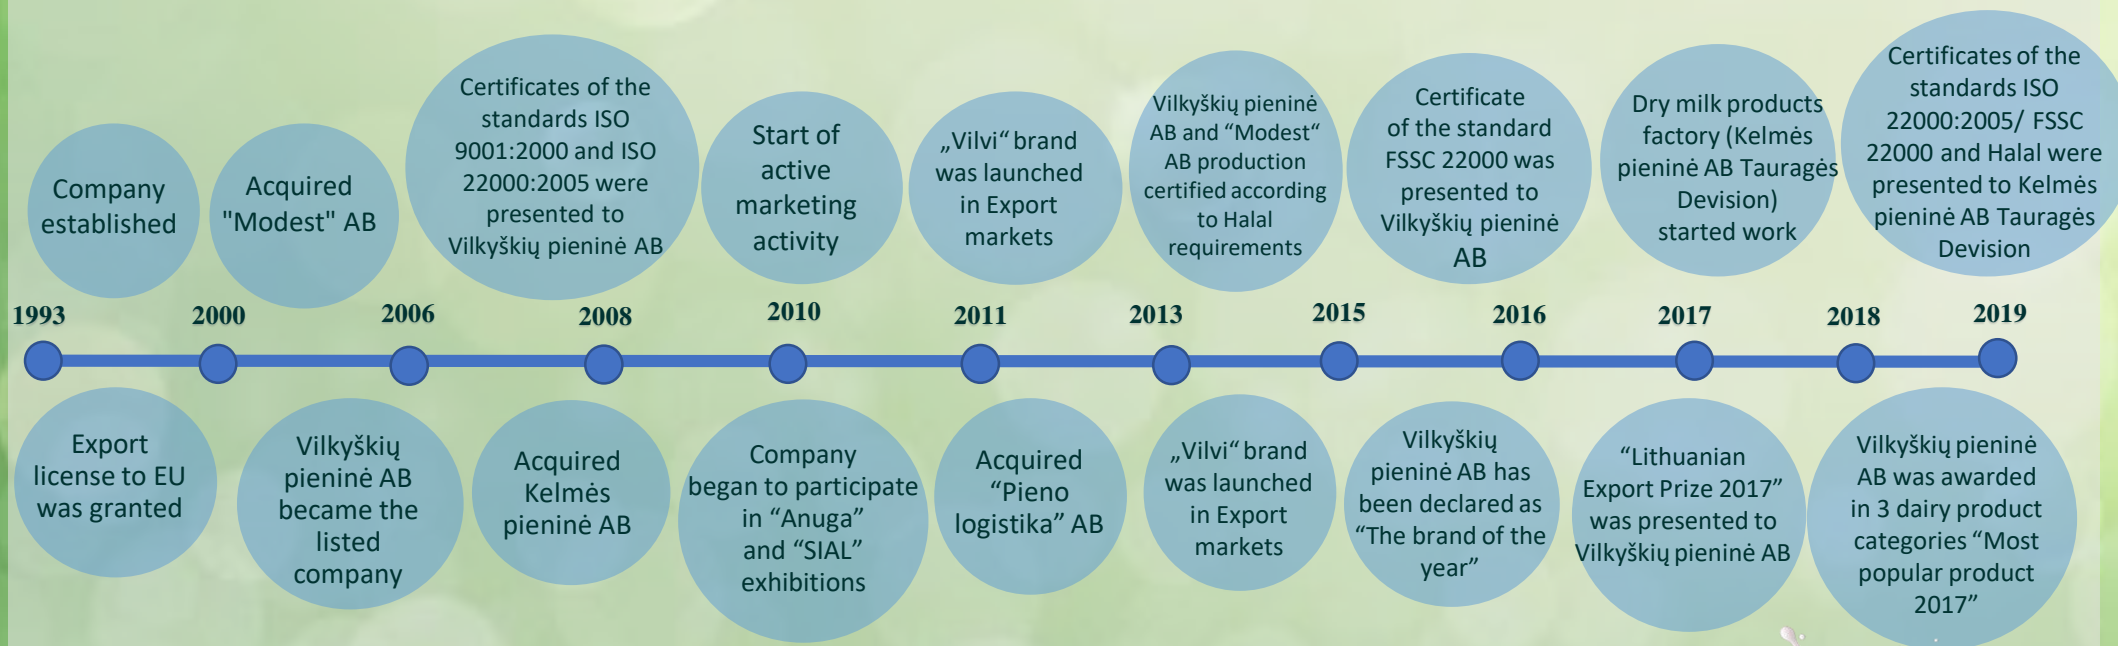 Company
established
Acquired
"Modest" AB
Certificates of the
standards ISO
9001:2000 and ISO
22000:2005 were
presented to
Vilkyškių pieninė AB
Start of
active
marketing
activity
„Vilvi“ brand
was launched
in Export
markets
Vilkyškių pieninė
AB and “Modest“
AB production
certified according
to Halal
requirements
Certificate
of the standard
FSSC 22000 was
presented to
Vilkyškių pieninė
AB
Dry milk products
factory (Kelmės
pieninė AB Tauragės
Devision)
started work
Certificates of the
standards ISO
22000:2005/ FSSC
22000 and Halal were
presented to Kelmės
pieninė AB Tauragės
Devision
1993 2000 2006 2008 2010 2011 2013 2015 2016 2017 2018 2019
Export
license to EU
was granted
Vilkyškių
pieninė AB
became the
listed
company
Acquired
Kelmės
pieninė AB
Company
began to participate
in “Anuga”
and “SIAL”
exhibitions
Acquired
“Pieno
logistika” AB
„Vilvi“ brand
was launched
in Export
markets
Vilkyškių
pieninė AB has
been declared as
“The brand of the
year”
“Lithuanian
Export Prize 2017”
was presented to
Vilkyškių pieninė AB
Vilkyškių pieninė
AB was awarded
in 3 dairy product
categories “Most
popular product
2017”